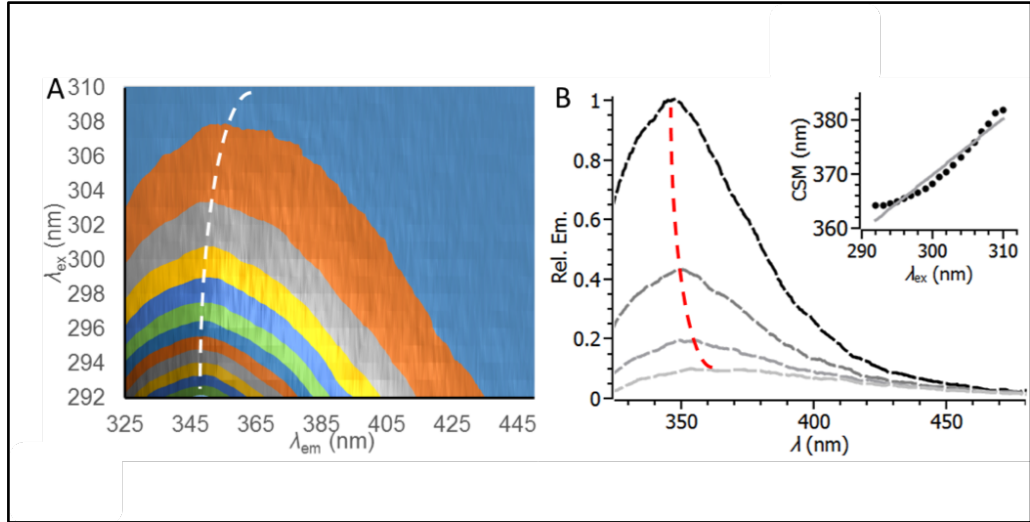 A
310
308
306
304
302
300
298
296
294
292
λex (nm)
325 345 365 385 405 425 445
λem (nm)
B
1
0.8
0.6
0.4
0.2
0
Rel. Em.
350 400 450
λ (nm)
380
370
360
CSM (nm)
290 300 310
λex (nm)